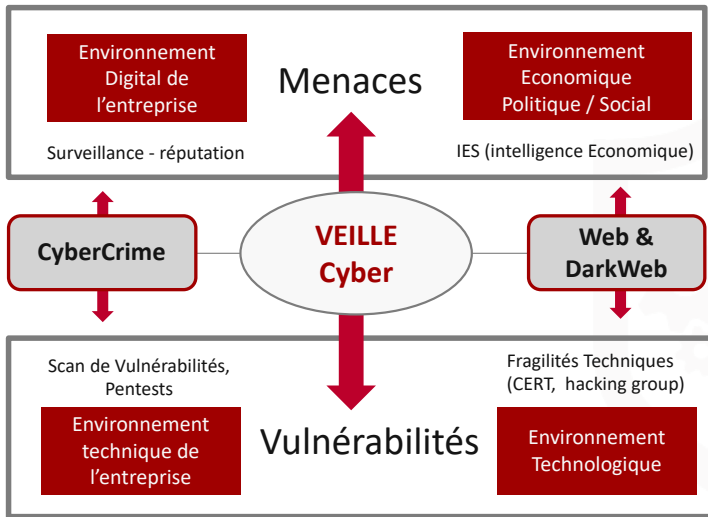 Environnement
Digital de
l'entreprise
Menaces
Environnement
Economique
Politique / Social
Surveillance - réputation
IES (intelligence Economique)
CyberCrime
VEILLE
Cyber
Web &
DarkWeb
Scan de Vulnérabilités,
Pentests
Fragilités Techniques
(CERT,  hacking group)
Environnement
technique de
l'entreprise
Vulnérabilités
Environnement
Technologique